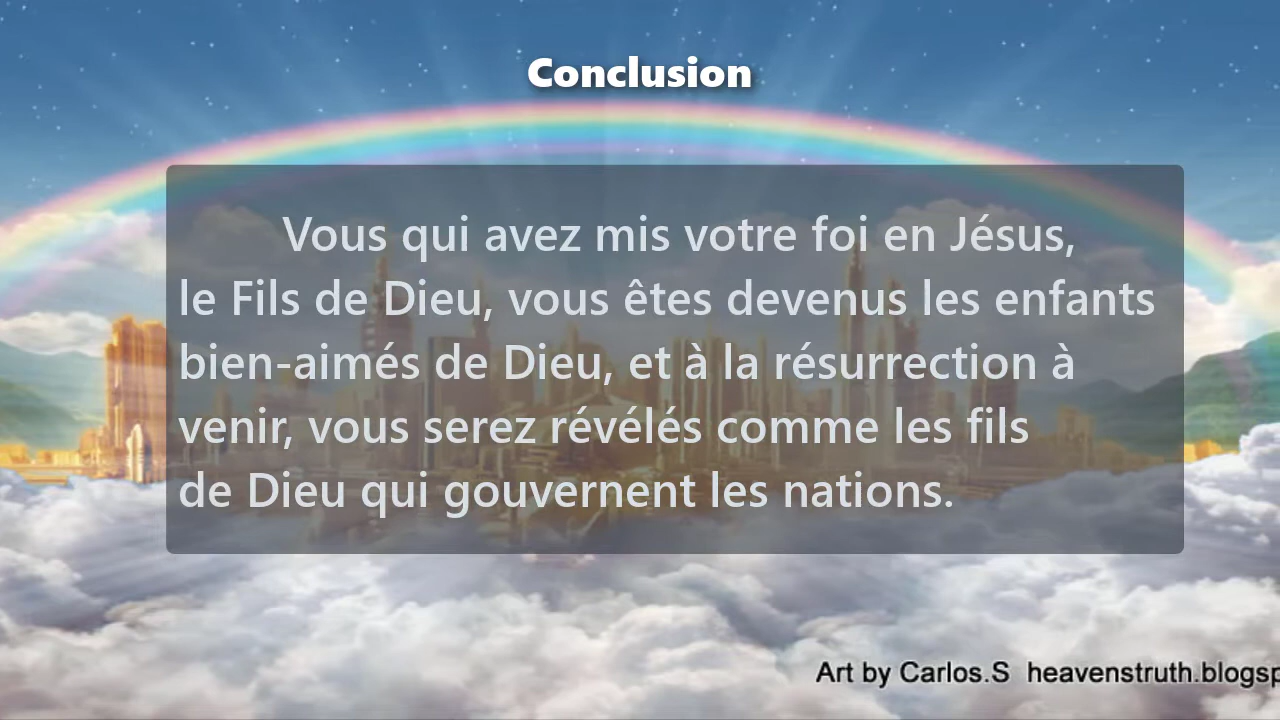 Conclusion
Vous qui avez mis votre foi en Jésus,
le Fils de Dieu, vous êtes devenus les enfants
bien-aimés de Dieu, et à la résurrection à
venir, vous serez révélés comme les fils
de Dieu qui gouvernent les nations.
Art by Carlos.S heavenstruth.blogsp